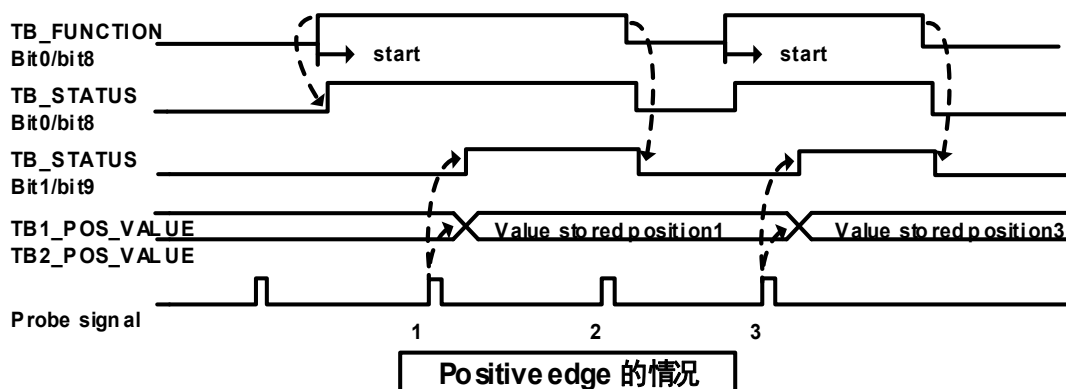 TB_FUNCTION
Bit0/bit8
start
start
TB_STATUS
Bit0/bit8
TB_STATUS
Bit1/bit9
TB1_POS_VALUE
TB2_POS_VALUE
Value stored position1
Value stored position3
Probe signal
1
2
3
Positive edge 的情况